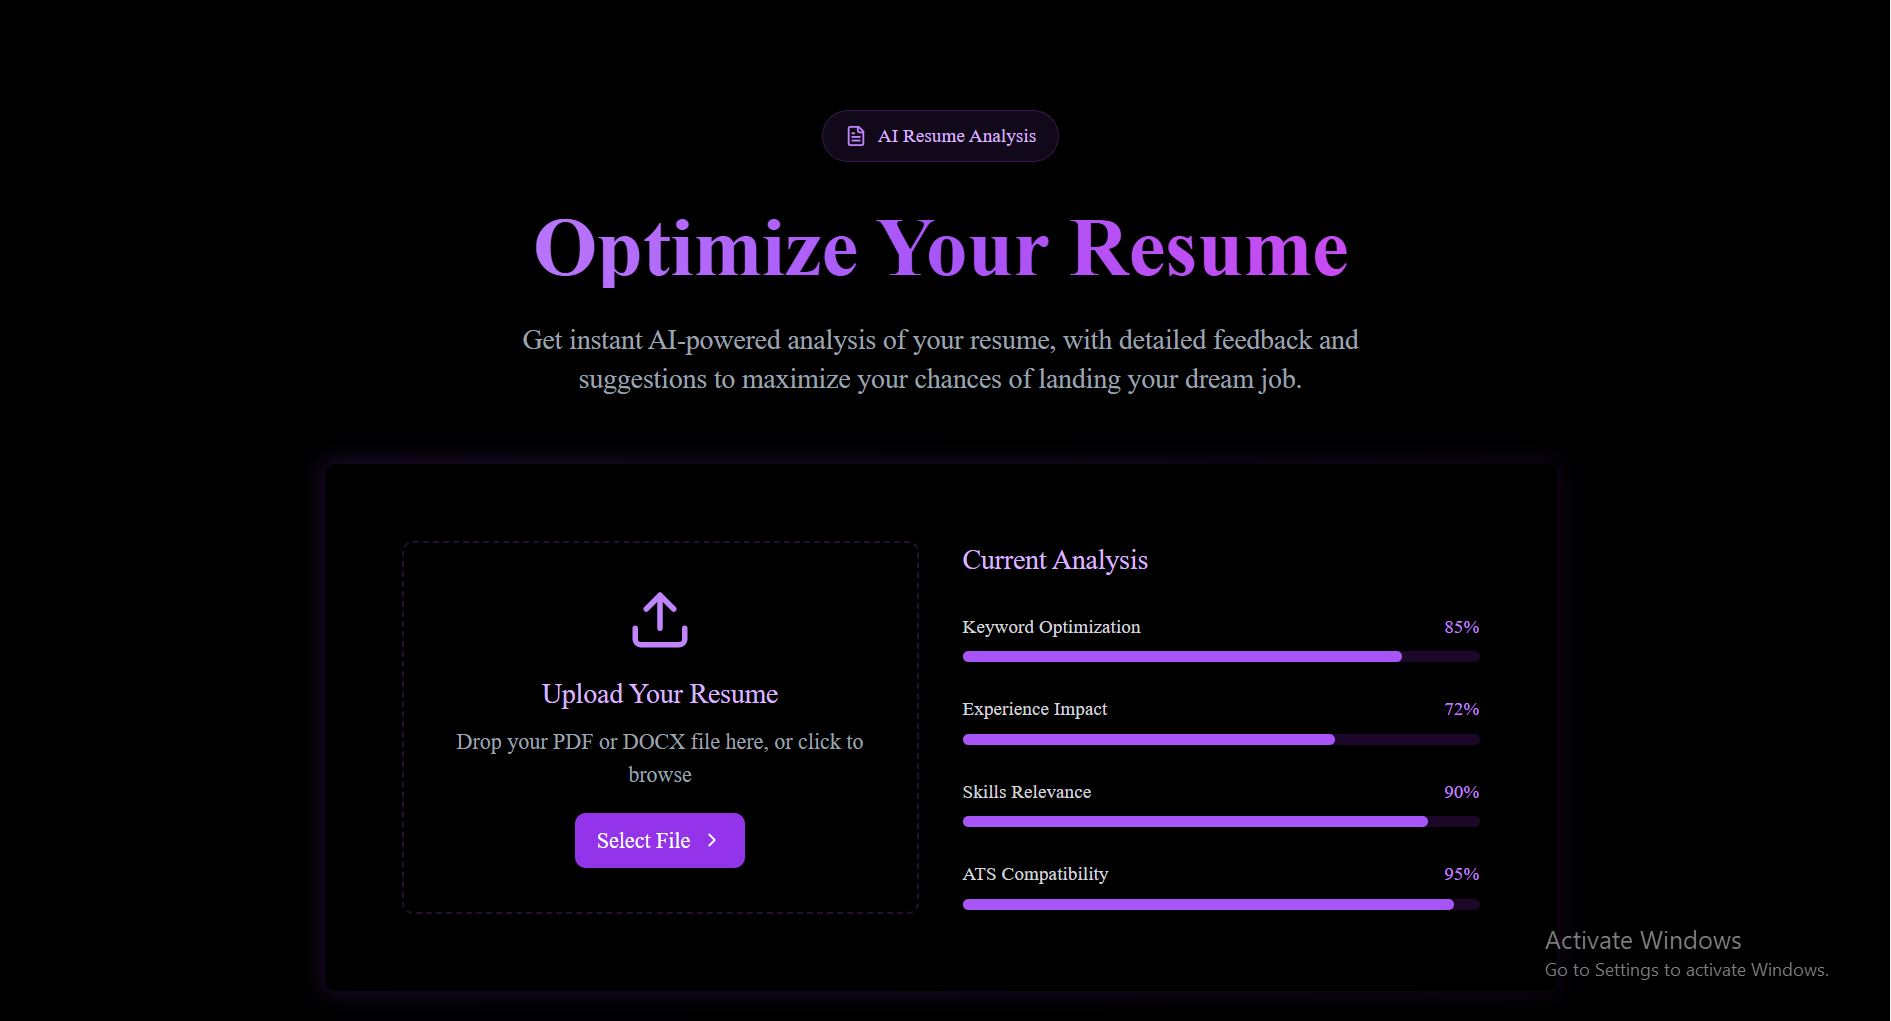 AI Resume Analysis
Optimize Your Resume
Get instant AI-powered analysis of your resume, with detailed feedback and
suggestions to maximize your chances of landing your dream job.
Upload Your Resume
Drop your PDF or DOCX file here, or click to
browse
Select File
Current Analysis
Keyword Optimization 85%
Experience Impact 72%
Skills Relevance 90%
ATS Compatibility 95%
Activate Windows
Go to Settings to activate Windows.